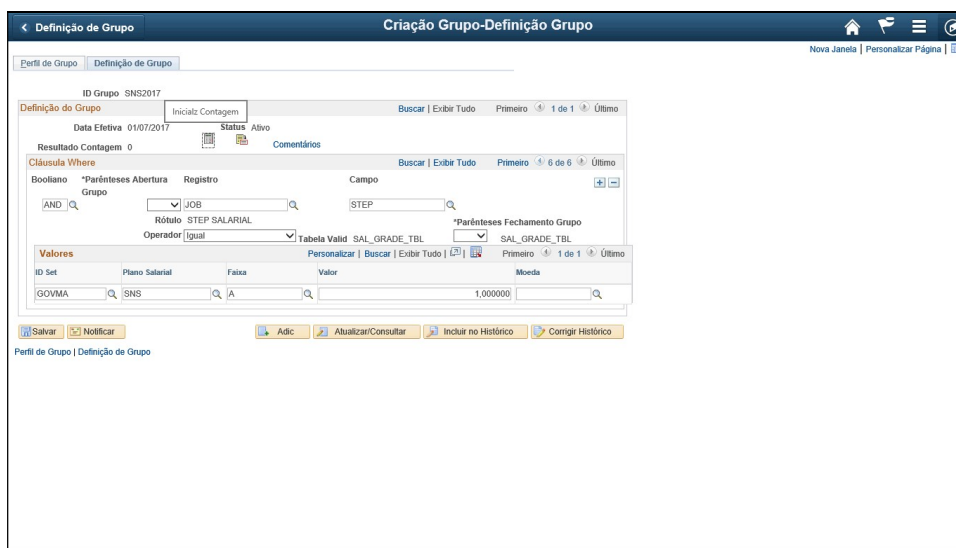 Definição de Grupo
Criação Grupo-Definição Grupo
Nova Janela | Personalizar Página |
Perfil de Grupo Definição de Grupo
ID Grupo SNS2017
Definição do Grupo Buscar | Exibir Tudo Primeiro 1 de 1 Último
Inicialz Contagem
Data Efetiva 01/07/2017 Status Ativo
Resultado Contagem 0 Comentários
Cláusula Where Buscar | Exibir Tudo Primeiro 6 de 6 Último
Booliano *Parênteses Abertura Grupo Registro Campo
AND JOB STEP
Rótulo STEP SALARIAL *Parênteses Fechamento Grupo
Operador Igual Tabela Valid SAL_GRADE_TBL SAL_GRADE_TBL
Valores Personalizar | Buscar | Exibir Tudo | | Primeiro 1 de 1 Último
ID Set Plano Salarial Faixa Valor Moeda
GOVMA SNS A 1,000000
Salvar Notificar Adic Atualizar/Consultar Incluir no Histórico Corrigir Histórico
Perfil de Grupo | Definição de Grupo